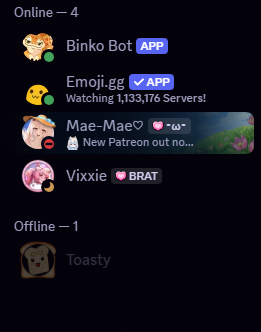 Online — 4
Binko Bot APP
Emoji.gg ✓ APP
Watching 1,133,176 Servers!
Mae-Mae♡ -ω-
New Patreon out no...
Vixxie BRAT
Offline — 1
Toasty